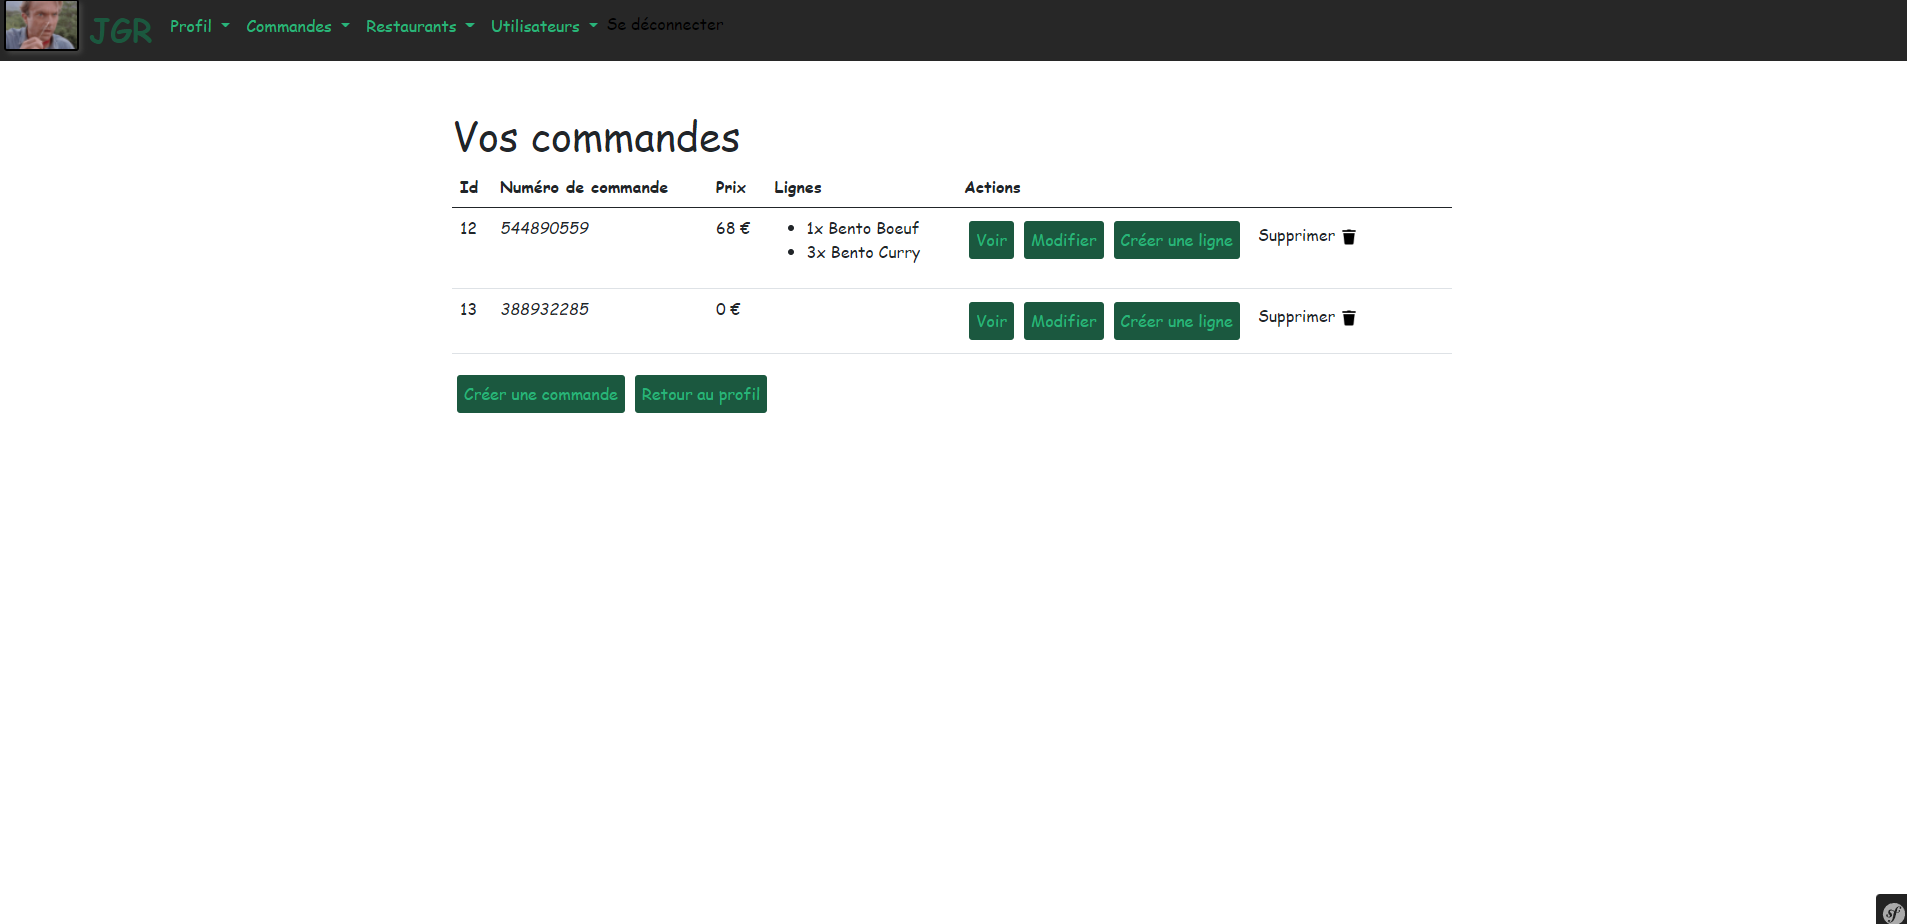 JGR Profil Commandes Restaurants Utilisateurs Se déconnecter
Vos commandes
Id Numéro de commande Prix Lignes Actions
12 544890559 68 € • 1x Bento Boeuf Voir Modifier Créer une ligne Supprimer
• 3x Bento Curry
13 388932285 0 € Voir Modifier Créer une ligne Supprimer
Créer une commande Retour au profil
sf